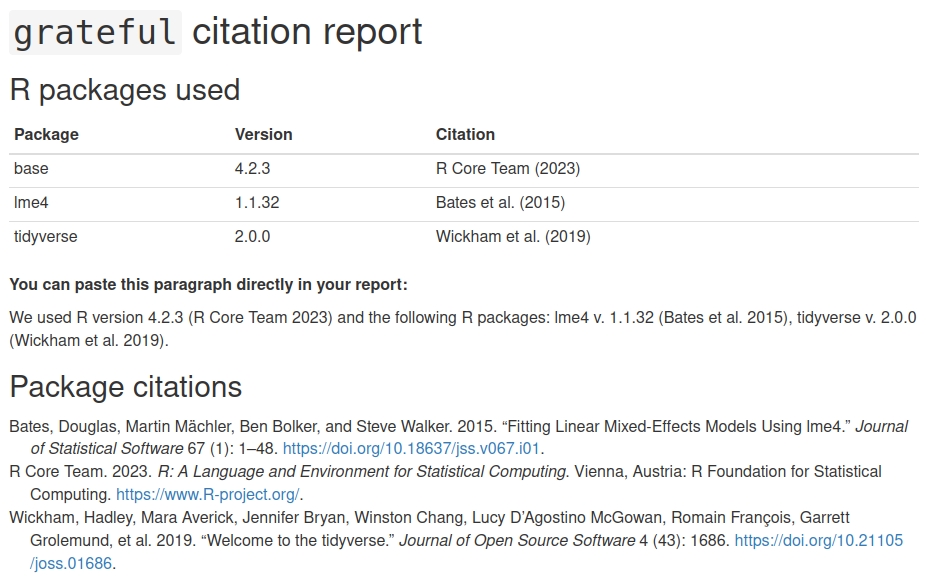 grateful citation report
R packages used
Package Version Citation
base 4.2.3 R Core Team (2023)
lme4 1.1.32 Bates et al. (2015)
tidyverse 2.0.0 Wickham et al. (2019)
You can paste this paragraph directly in your report:
We used R version 4.2.3 (R Core Team 2023) and the following R packages: lme4 v. 1.1.32 (Bates et al. 2015), tidyverse v. 2.0.0
(Wickham et al. 2019).
Package citations
Bates, Douglas, Martin Mächler, Ben Bolker, and Steve Walker. 2015. “Fitting Linear Mixed-Effects Models Using lme4.” Journal
of Statistical Software 67 (1): 1–48. https://doi.org/10.18637/jss.v067.i01.
R Core Team. 2023. R: A Language and Environment for Statistical Computing. Vienna, Austria: R Foundation for Statistical
Computing. https://www.R-project.org/.
Wickham, Hadley, Mara Averick, Jennifer Bryan, Winston Chang, Lucy D’Agostino McGowan, Romain François, Garrett
Grolemund, et al. 2019. “Welcome to the tidyverse.” Journal of Open Source Software 4 (43): 1686. https://doi.org/10.21105
/joss.01686.